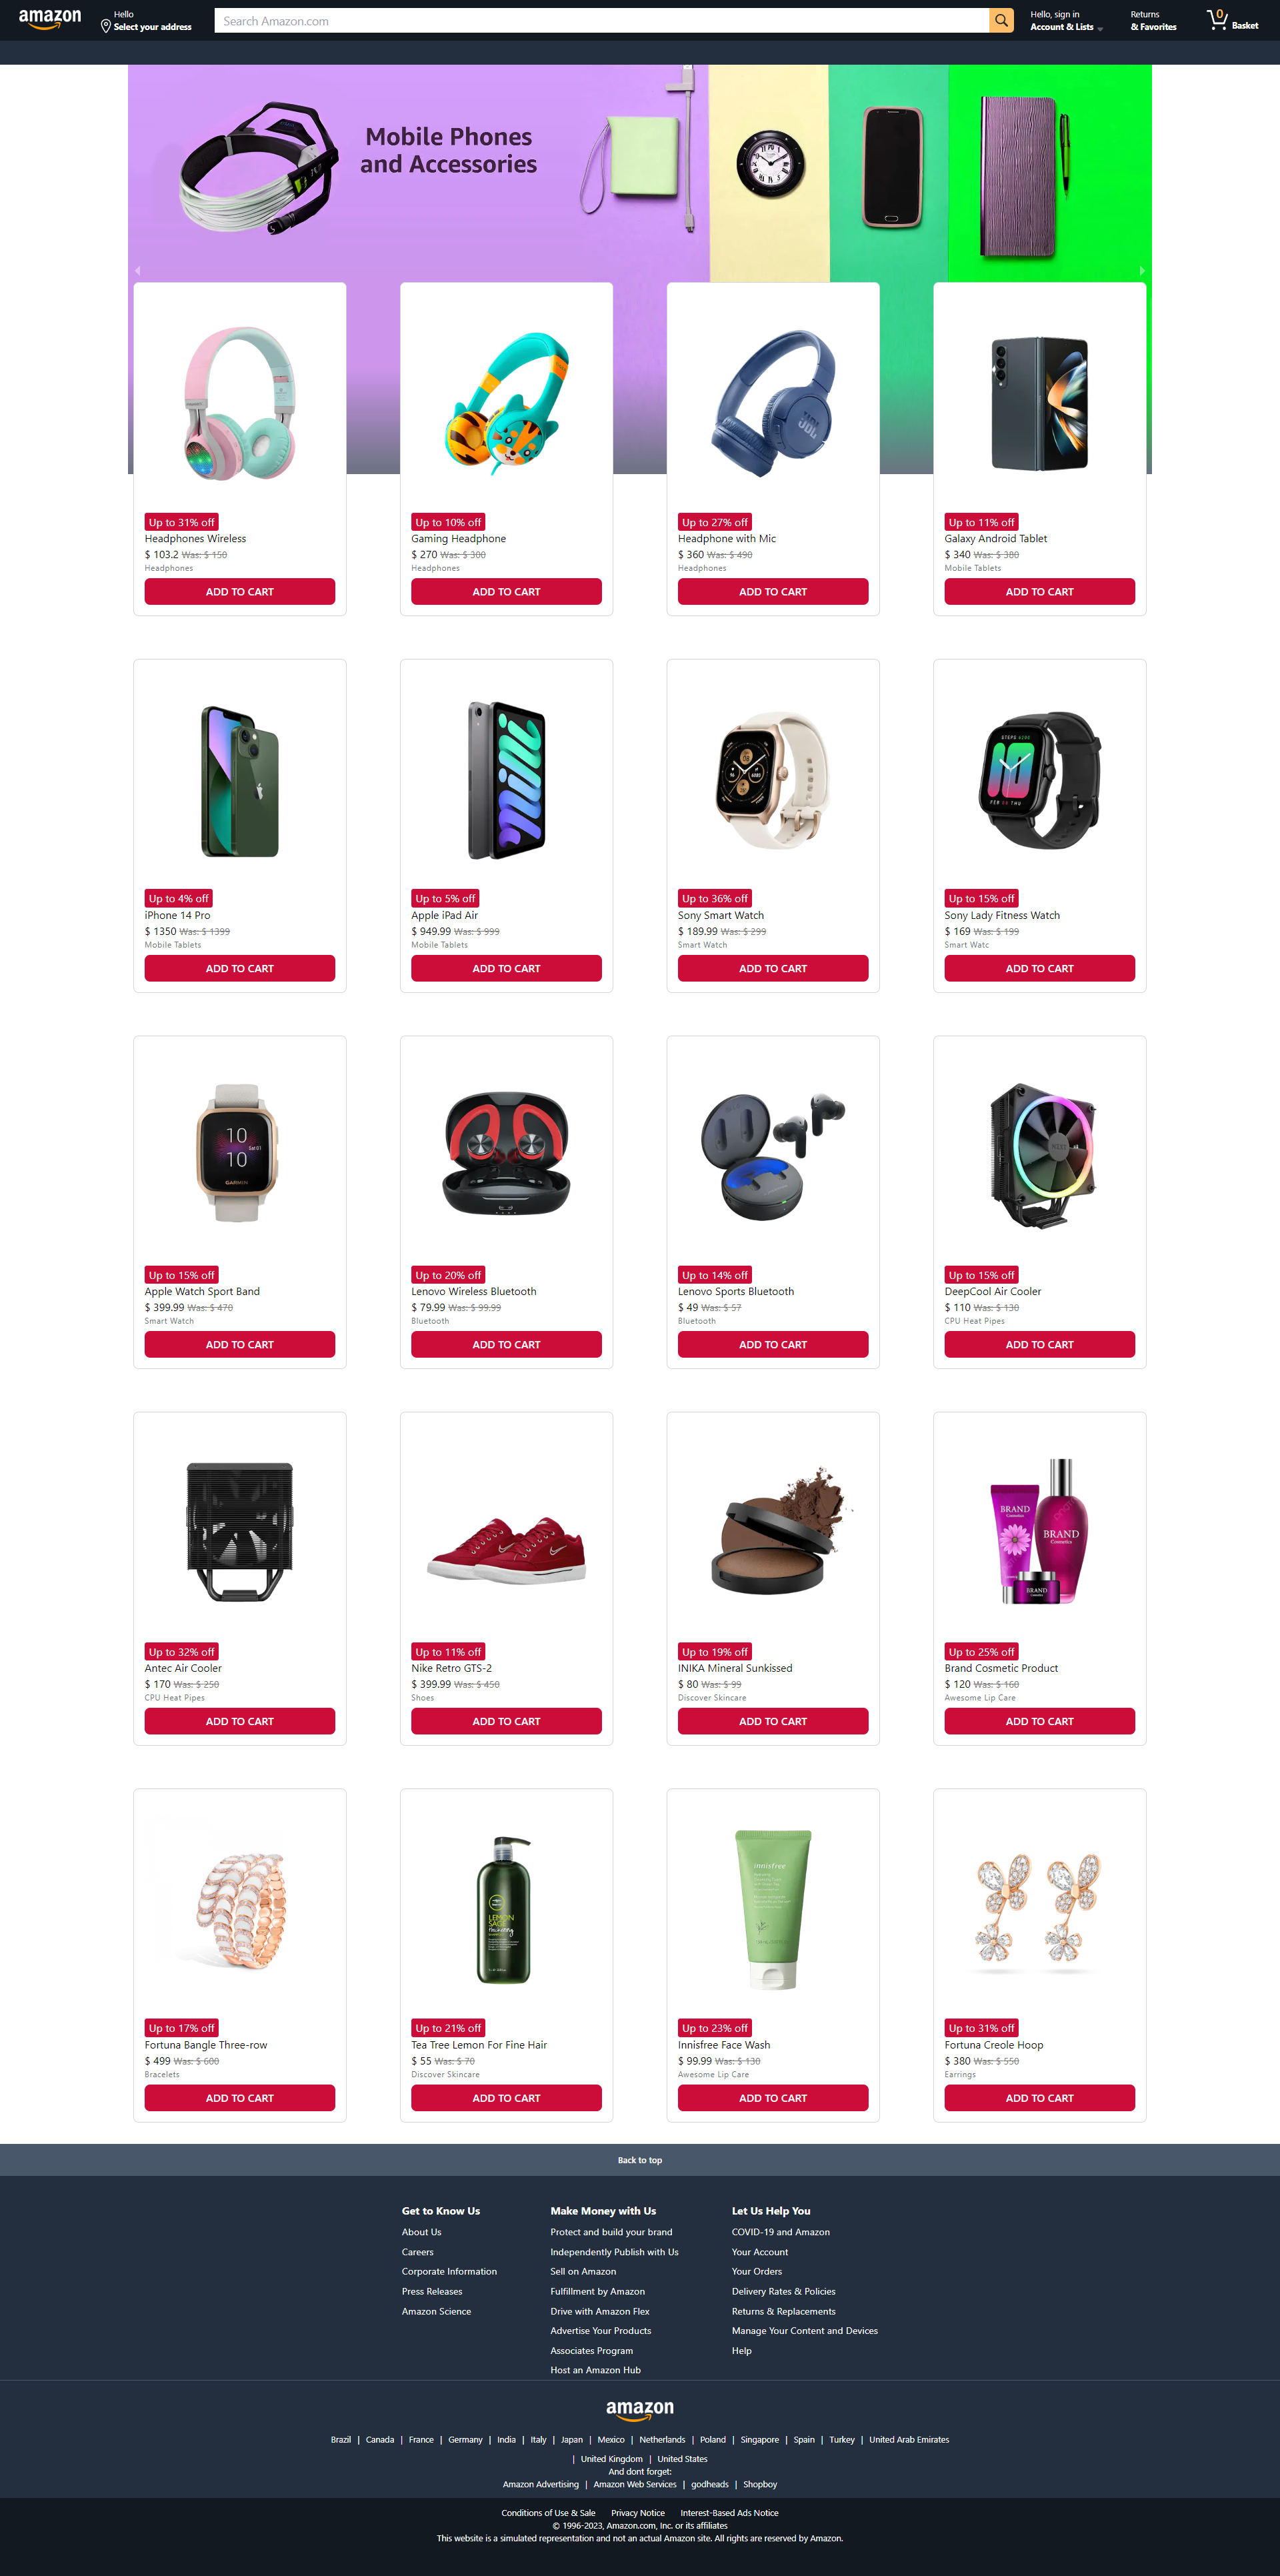 amazon
Hello
Select your address
Search Amazon.com
Hello, sign in
Account & Lists
Returns
& Favorites
0
Basket
Mobile Phones
and Accessories
JBL
Up to 31% off
Headphones Wireless
$ 103.2 Was: $ 150
Headphones
ADD TO CART
Up to 10% off
Gaming Headphone
$ 270 Was: $ 300
Headphones
ADD TO CART
Up to 27% off
Headphone with Mic
$ 360 Was: $ 490
Headphones
ADD TO CART
Up to 11% off
Galaxy Android Tablet
$ 340 Was: $ 380
Mobile Tablets
ADD TO CART
Up to 4% off
iPhone 14 Pro
$ 1350 Was: $ 1399
Mobile Tablets
ADD TO CART
Up to 5% off
Apple iPad Air
$ 949.99 Was: $ 999
Mobile Tablets
ADD TO CART
Up to 36% off
Sony Smart Watch
$ 189.99 Was: $ 299
Smart Watch
ADD TO CART
Up to 15% off
Sony Lady Fitness Watch
$ 169 Was: $ 199
Smart Watc
ADD TO CART
10
10
GARMIN
Up to 15% off
Apple Watch Sport Band
$ 399.99 Was: $ 470
Smart Watch
ADD TO CART
Up to 20% off
Lenovo Wireless Bluetooth
$ 79.99 Was: $ 99.99
Bluetooth
ADD TO CART
Up to 14% off
Lenovo Sports Bluetooth
$ 49 Was: $ 57
Bluetooth
ADD TO CART
NZXT
Up to 15% off
DeepCool Air Cooler
$ 110 Was: $ 130
CPU Heat Pipes
ADD TO CART
Up to 32% off
Antec Air Cooler
$ 170 Was: $ 250
CPU Heat Pipes
ADD TO CART
Up to 11% off
Nike Retro GTS-2
$ 399.99 Was: $ 450
Shoes
ADD TO CART
Up to 19% off
INIKA Mineral Sunkissed
$ 80 Was: $ 99
Discover Skincare
ADD TO CART
BRAND
Cosmetics
BRAND
Cosmetics
BRAND
Up to 25% off
Brand Cosmetic Product
$ 120 Was: $ 160
Awesome Lip Care
ADD TO CART
Up to 17% off
Fortuna Bangle Three-row
$ 499 Was: $ 600
Bracelets
ADD TO CART
LEMON
SAGE
thickening
Up to 21% off
Tea Tree Lemon For Fine Hair
$ 55 Was: $ 70
Discover Skincare
ADD TO CART
innisfree
Up to 23% off
Innisfree Face Wash
$ 99.99 Was: $ 130
Awesome Lip Care
ADD TO CART
Up to 31% off
Fortuna Creole Hoop
$ 380 Was: $ 550
Earrings
ADD TO CART
Back to top
Get to Know Us
About Us
Careers
Corporate Information
Press Releases
Amazon Science
Make Money with Us
Protect and build your brand
Independently Publish with Us
Sell on Amazon
Fulfillment by Amazon
Drive with Amazon Flex
Advertise Your Products
Associates Program
Host an Amazon Hub
Let Us Help You
COVID-19 and Amazon
Your Account
Your Orders
Delivery Rates & Policies
Returns & Replacements
Manage Your Content and Devices
Help
amazon
Brazil | Canada | France | Germany | India | Italy | Japan | Mexico | Netherlands | Poland | Singapore | Spain | Turkey | United Arab Emirates
| United Kingdom | United States
And dont forget:
Amazon Advertising | Amazon Web Services | godheads | Shopboy
Conditions of Use & Sale Privacy Notice Interest-Based Ads Notice
© 1996-2023, Amazon.com, Inc. or its affiliates
This website is a simulated representation and not an actual Amazon site. All rights are reserved by Amazon.